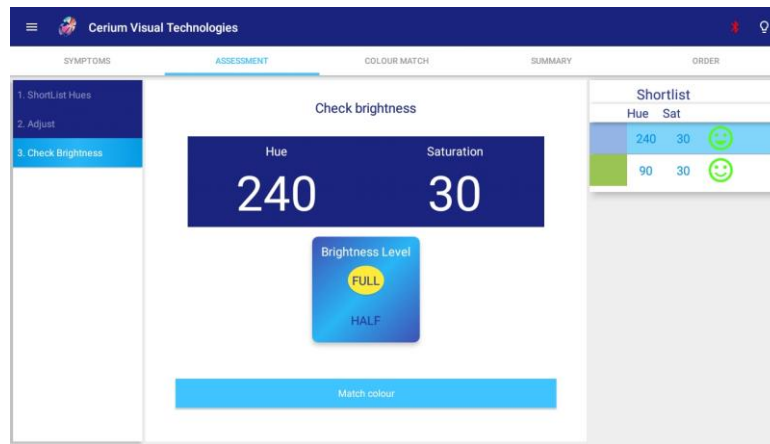 Cerium Visual Technologies
SYMPTOMS ASSESSMENT COLOUR MATCH SUMMARY ORDER
1. ShortList Hues
2. Adjust
3. Check Brightness
Check brightness
Hue Saturation
240 30
Brightness Level
FULL
HALF
Match colour
Shortlist
Hue Sat
240 30
90 30